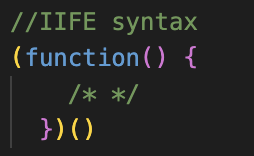 //IIFE syntax
(function() {
    /* */
  })()